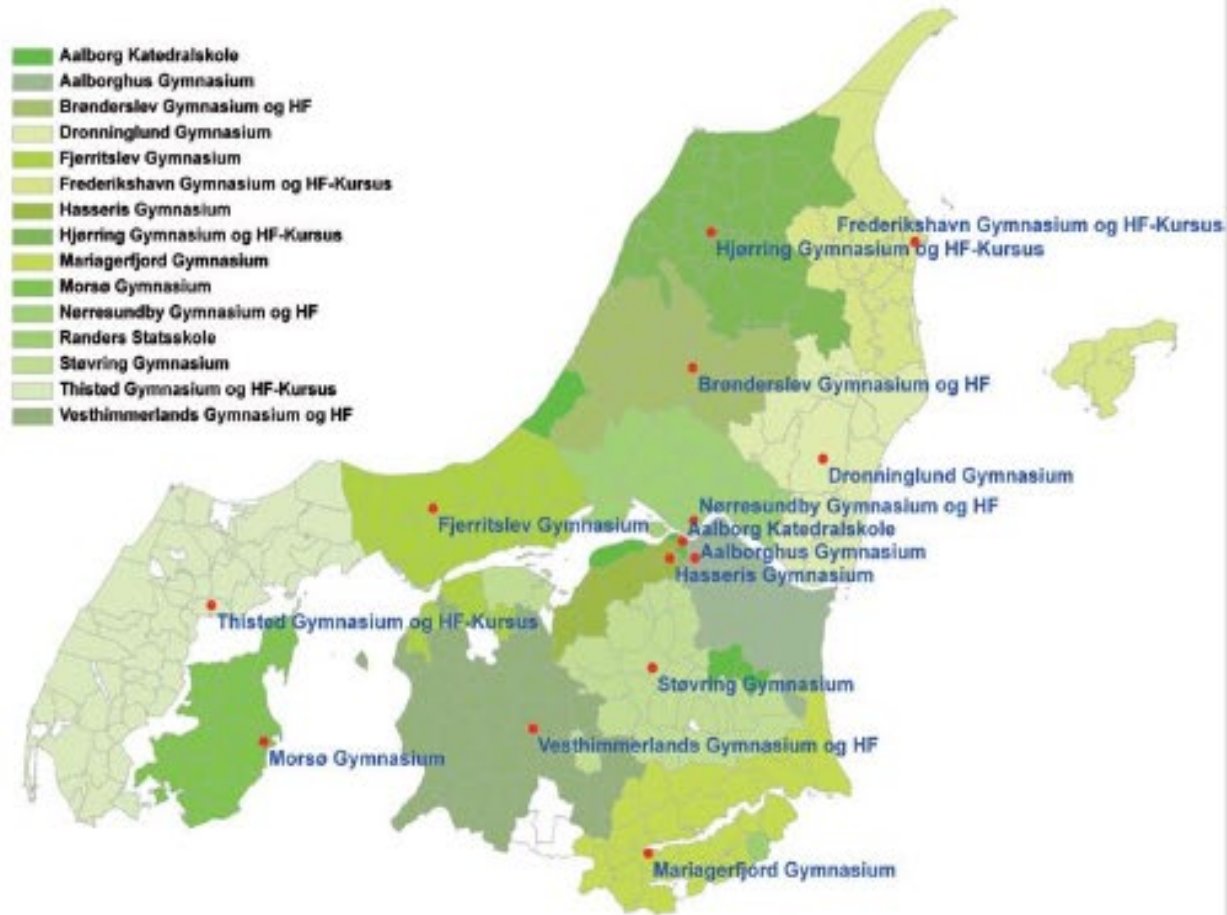 Aalborg Katedralskole
Aalborghus Gymnasium
Brønderslev Gymnasium og HF
Dronninglund Gymnasium
Fjerritslev Gymnasium
Frederikshavn Gymnasium og HF-Kursus
Hasseris Gymnasium
Hjørring Gymnasium og HF-Kursus
Mariagerfjord Gymnasium
Morsø Gymnasium
Nørresundby Gymnasium og HF
Randers Statsskole
Støvring Gymnasium
Thisted Gymnasium og HF-Kursus
Vesthimmerlands Gymnasium og HF
Frederikshavn Gymnasium og HF-Kursus
Hjørring Gymnasium og HF-Kursus
Brønderslev Gymnasium og HF
Dronninglund Gymnasium
Nørresundby Gymnasium og HF
Fjerritslev Gymnasium
Aalborg Katedralskole
Aalborghus Gymnasium
Hasseris Gymnasium
Thisted Gymnasium og HF-Kursus
Støvring Gymnasium
Vesthimmerlands Gymnasium og HF
Morsø Gymnasium
Mariagerfjord Gymnasium